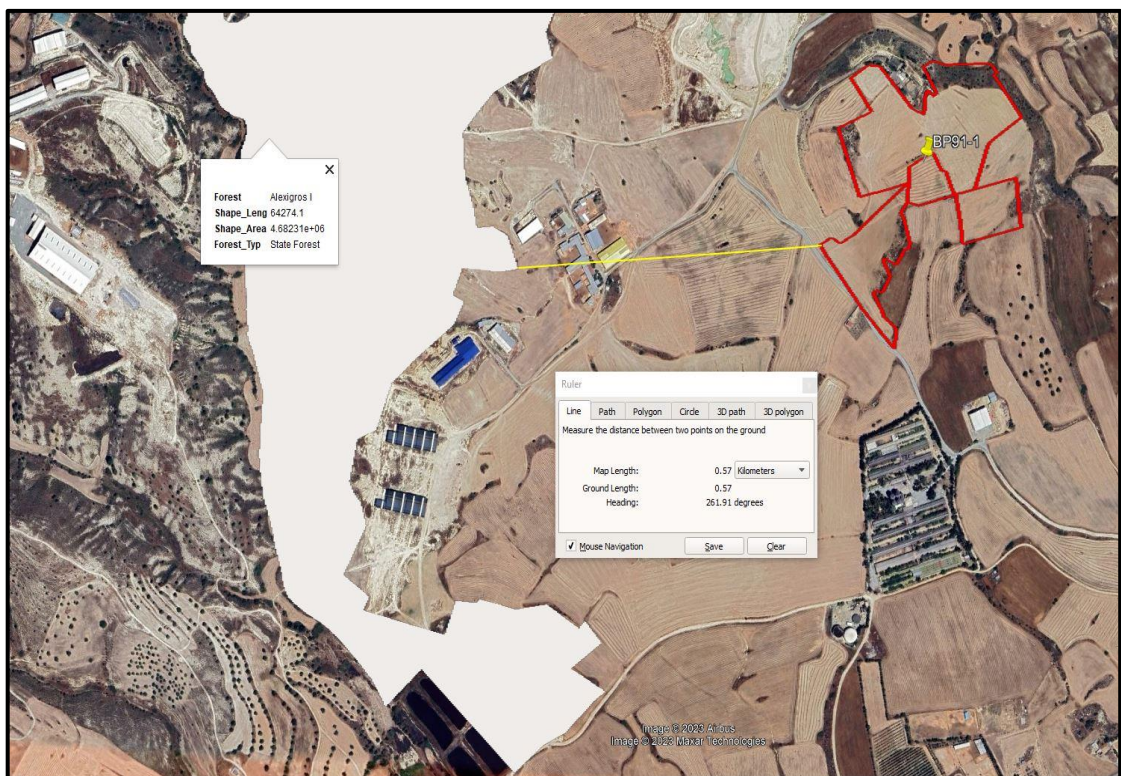 BP91-1
Forest Alexigros I
Shape_Leng 64274.1
Shape_Area 4.68231e+06
Forest_Typ State Forest
Ruler
Line Path Polygon Circle 3D path 3D polygon
Measure the distance between two points on the ground
Map Length: 0.57 Kilometers
Ground Length: 0.57
Heading: 261.91 degrees
Mouse Navigation Save Clear
Image © 2023 Airbus
Image © 2023 Maxar Technologies